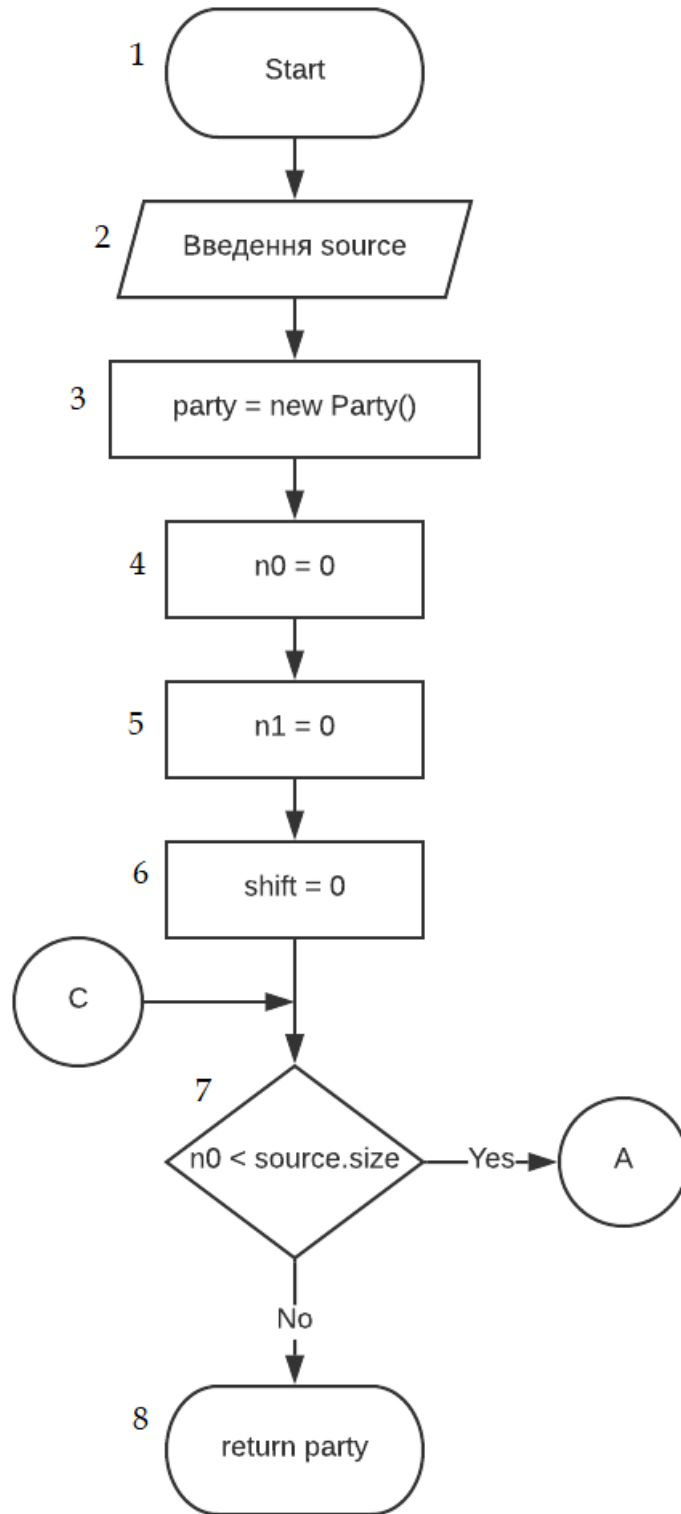 1
Start
2
Введення source
3
party = new Party()
4
n0 = 0
5
n1 = 0
6
shift = 0
C
7
n0 < source.size
Yes
A
No
8
return party